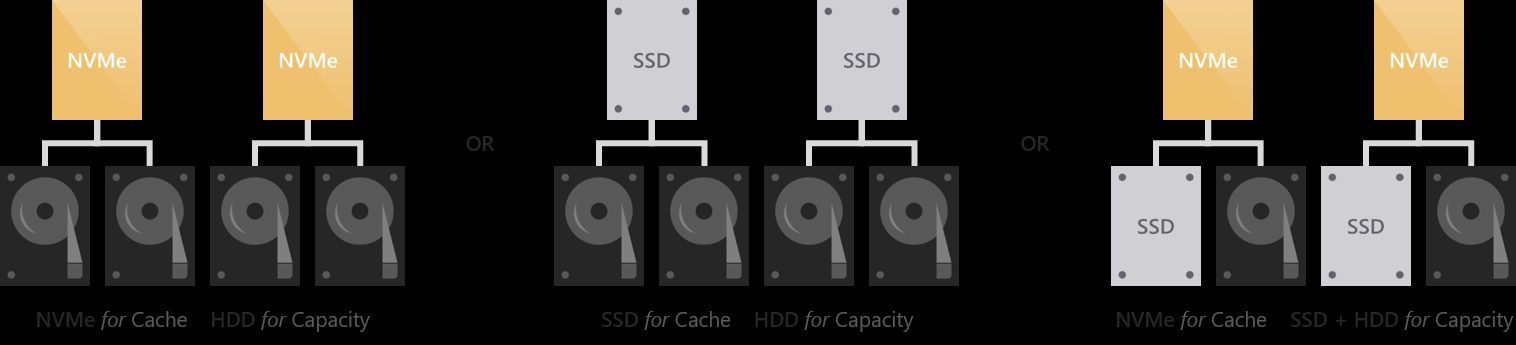 NVMe NVMe SSD SSD NVMe NVMe
OR OR
SSD SSD
NVMe for Cache HDD for Capacity SSD for Cache HDD for Capacity NVMe for Cache SSD + HDD for Capacity